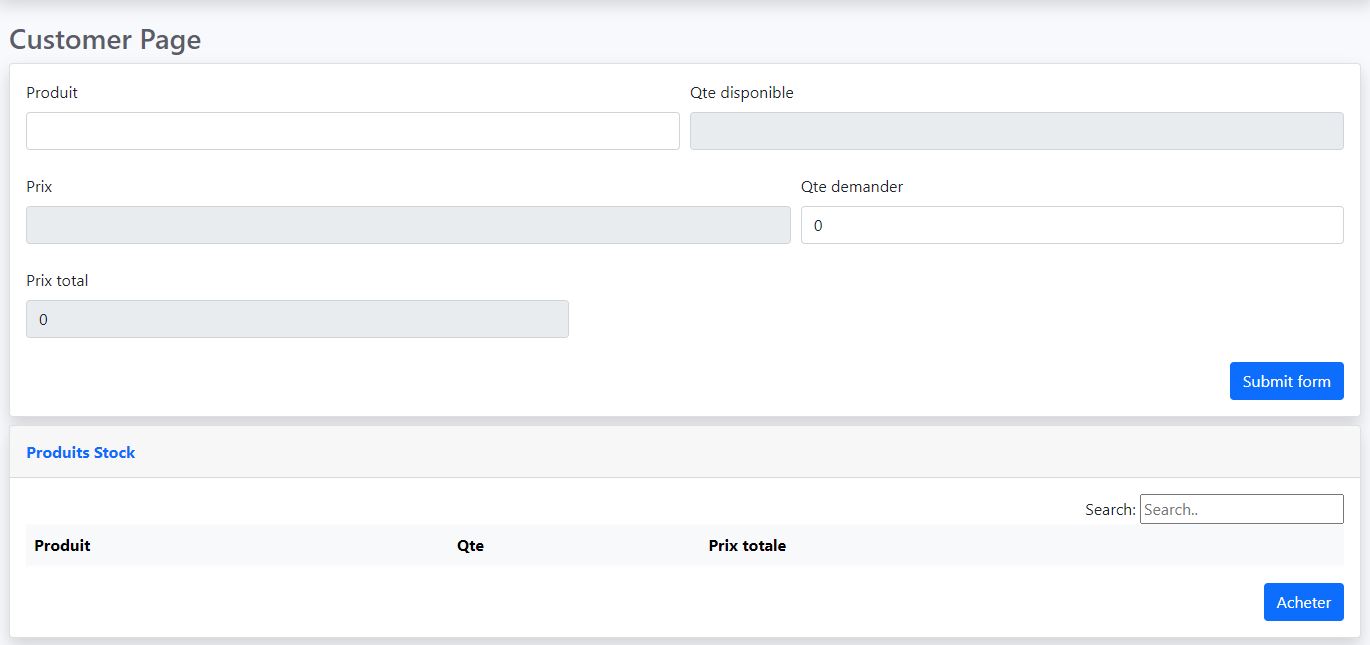 Customer Page
Produit Qte disponible
Prix Qte demander
0
Prix total
0
Submit form
Produits Stock
Search: Search..
Produit Qte Prix totale
Acheter